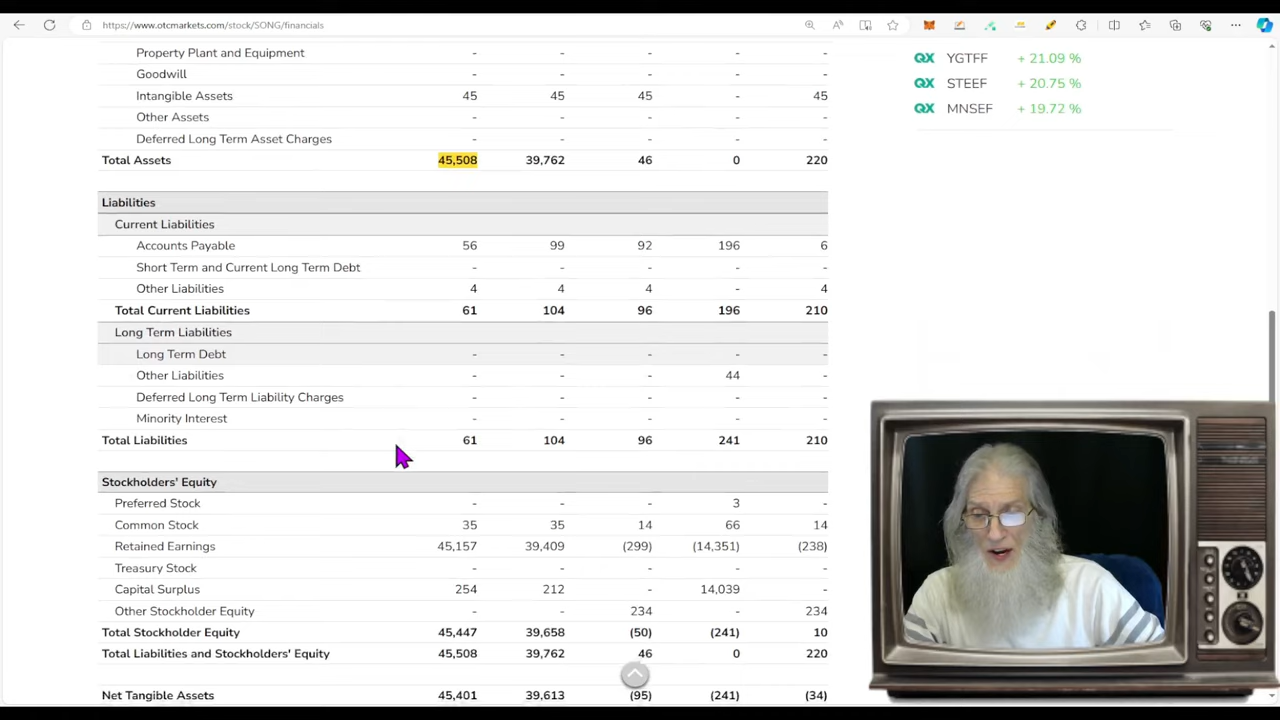 https://www.otcmarkets.com/stock/SONG/financials
Property Plant and Equipment - - - - -
QX YGTFF + 21.09 %
Goodwill - - - - -
QX STEEF + 20.75 %
Intangible Assets 45 45 45 - 45
QX MNSEF + 19.72 %
Other Assets - - - - -
Deferred Long Term Asset Charges - - - - -
Total Assets 45,508 39,762 46 0 220
Liabilities
Current Liabilities
Accounts Payable 56 99 92 196 6
Short Term and Current Long Term Debt - - - - -
Other Liabilities 4 4 4 - 4
Total Current Liabilities 61 104 96 196 210
Long Term Liabilities
Long Term Debt - - - - -
Other Liabilities - - - 44 -
Deferred Long Term Liability Charges - - - - -
Minority Interest - - - - -
Total Liabilities 61 104 96 241 210
Stockholders' Equity
Preferred Stock - - - 3 -
Common Stock 35 35 14 66 14
Retained Earnings 45,157 39,409 (299) (14,351) (238)
Treasury Stock - - - - -
Capital Surplus 254 212 - 14,039 -
Other Stockholder Equity - - 234 - 234
Total Stockholder Equity 45,447 39,658 (50) (241) 10
Total Liabilities and Stockholders' Equity 45,508 39,762 46 0 220
Net Tangible Assets 45,401 39,613 (95) (241) (34)